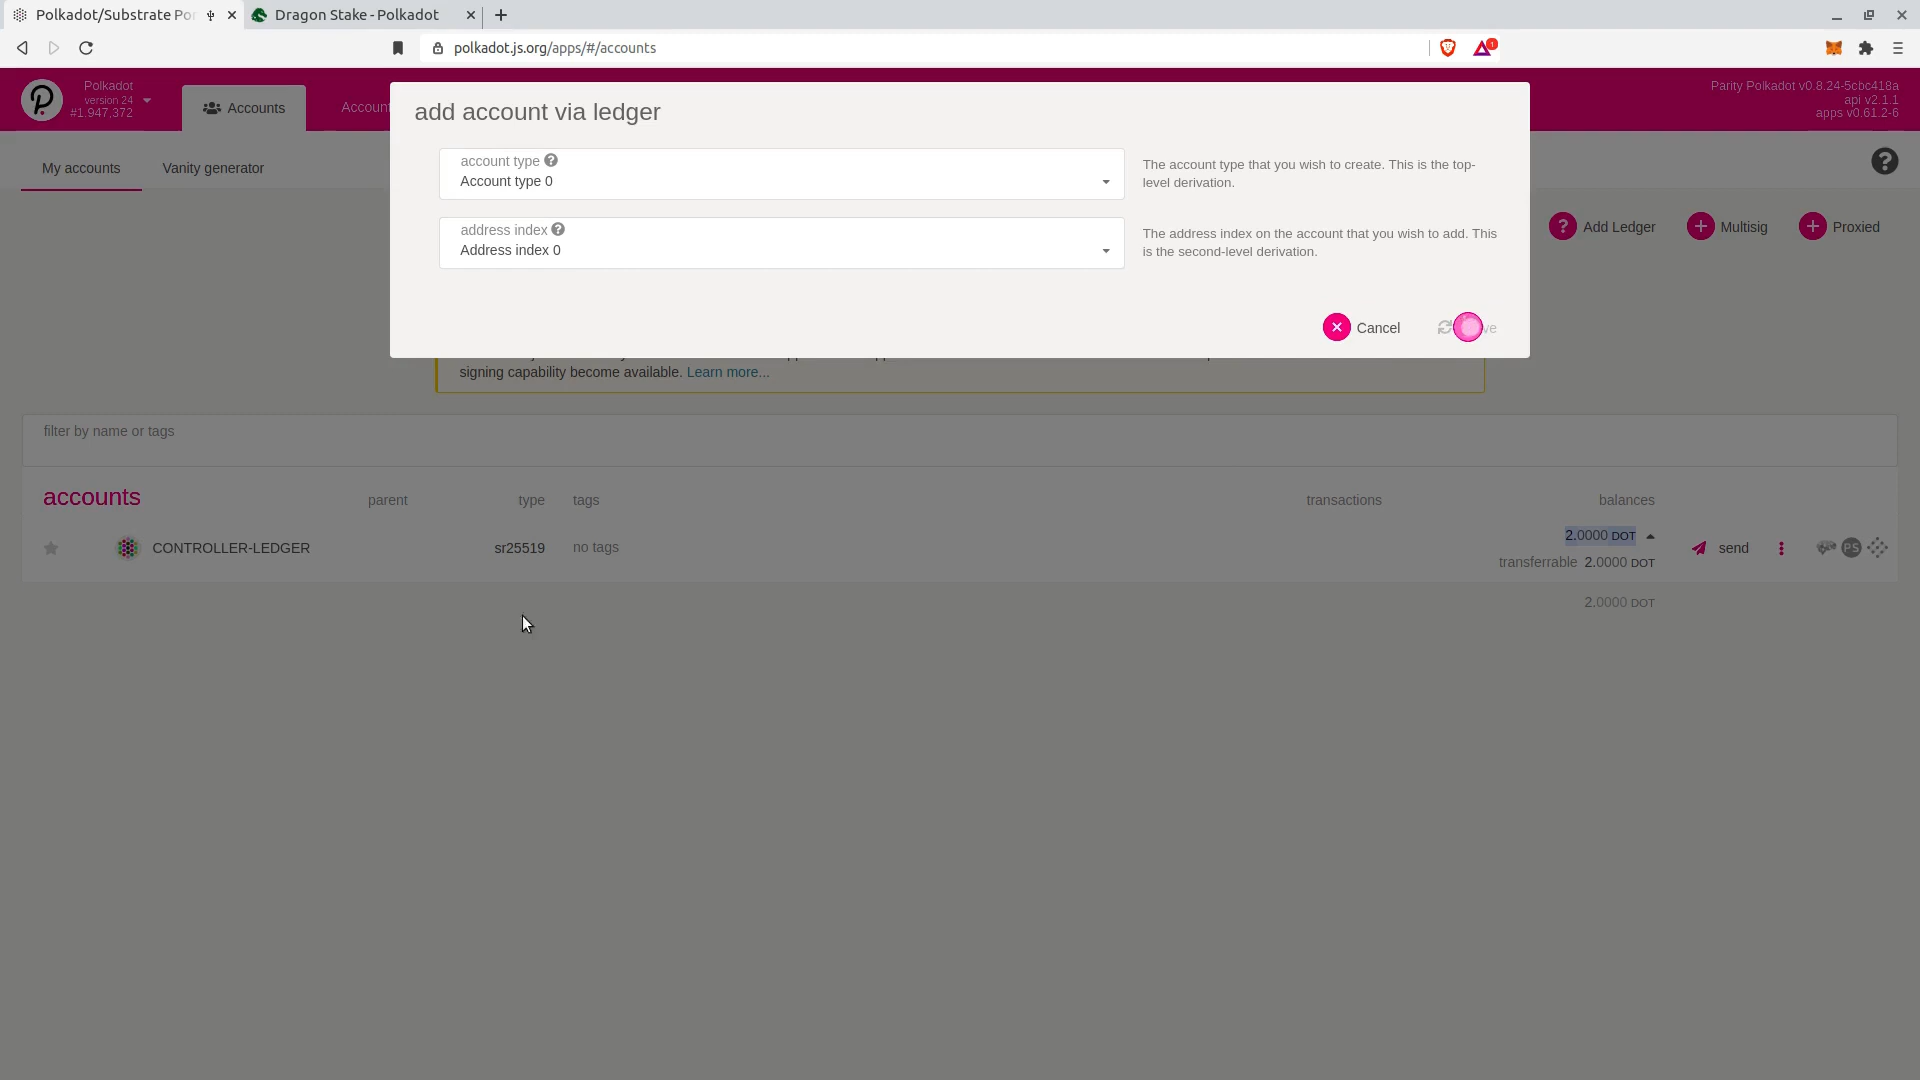 Polkadot/Substrate Por
Dragon Stake - Polkadot
polkadot.js.org/apps/#/accounts
1
Polkadot
version 24
#1,947,372
Accounts
Accoun
Parity Polkadot v0.8.24-5cbc418a
api v2.1.1
apps v0.61.2-6
add account via ledger
My accounts
Vanity generator
account type
Account type 0
The account type that you wish to create. This is the top-
level derivation.
address index
Address index 0
The address index on the account that you wish to add. This
is the second-level derivation.
Add Ledger
Multisig
Proxied
Cancel
signing capability become available. Learn more...
filter by name or tags
accounts
parent
type
tags
transactions
balances
CONTROLLER-LEDGER
sr25519
no tags
2.0000 DOT
send
PS
transferrable 2.0000 DOT
2.0000 DOT